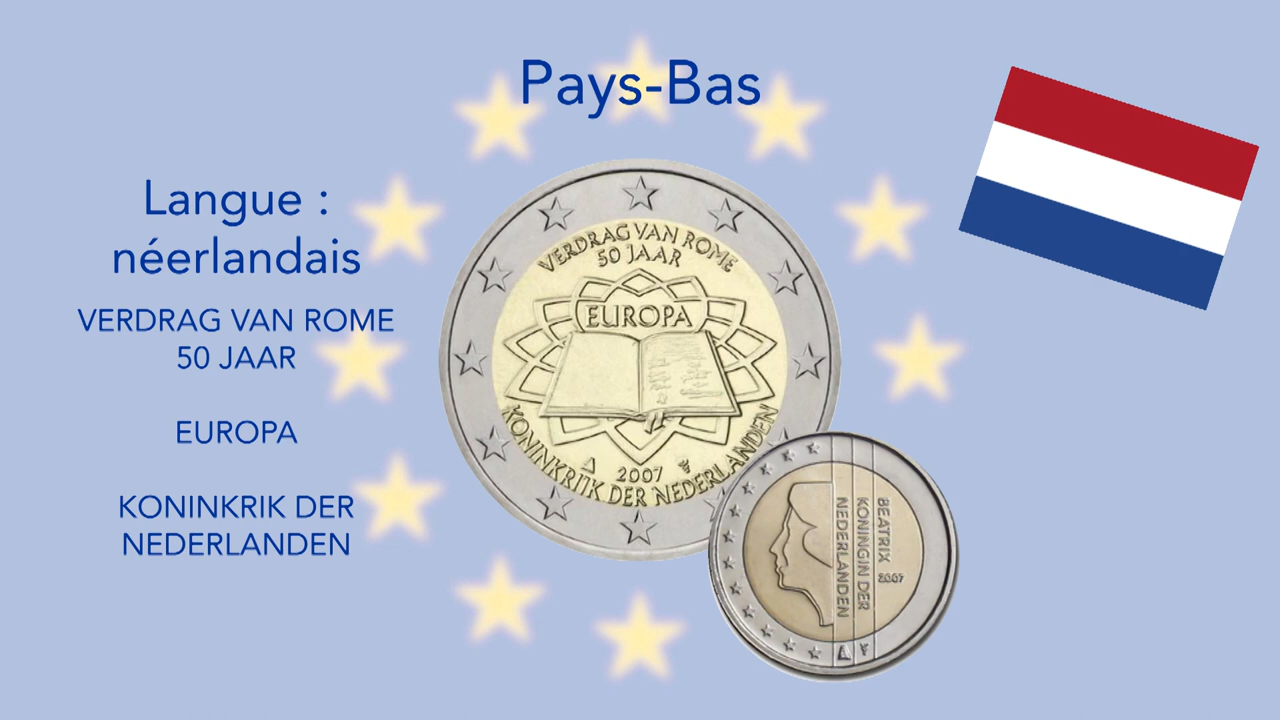 Pays-Bas
Langue :
néerlandais
VERDRAG VAN ROME
50 JAAR
EUROPA
KONINKRIK DER
NEDERLANDEN
VERDRAG VAN ROME
50 JAAR
EUROPA
2007
KONINKRIJK DER NEDERLANDEN
BEATRIX
KONINGIN DER
NEDERLANDEN
2007